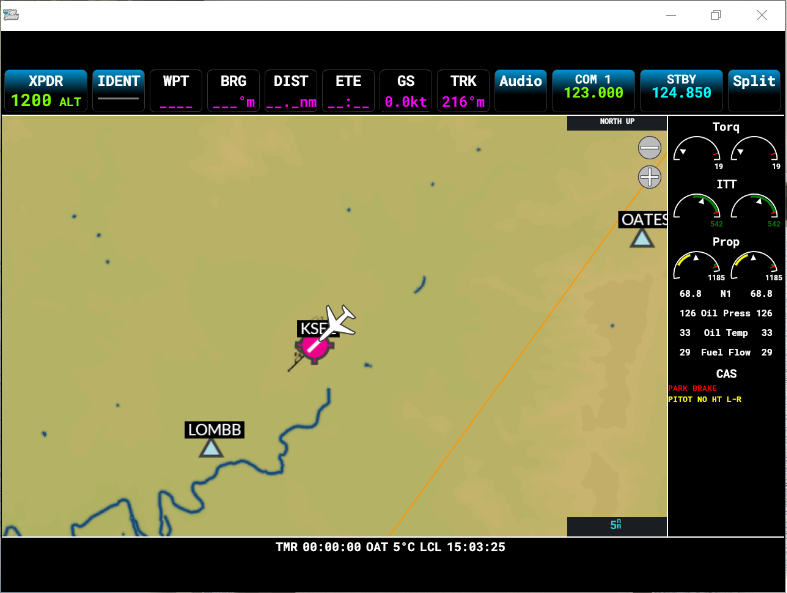 XPDR IDENT WPT BRG DIST ETE GS TRK Audio COM 1 STBY Split
1200 ALT ____ ___°m __._nm __:__ 0.0kt 216°m 123.000 124.850
NORTH UP
Torq
19 19
ITT
542 542
OATES
Prop
1185 1185
68.8 N1 68.8
126 Oil Press 126
KSF
33 Oil Temp 33
29 Fuel Flow 29
CAS
PARK BRAKE
PITOT NO HT L-R
LOMBB
5nm
TMR 00:00:00 OAT 5°C LCL 15:03:25